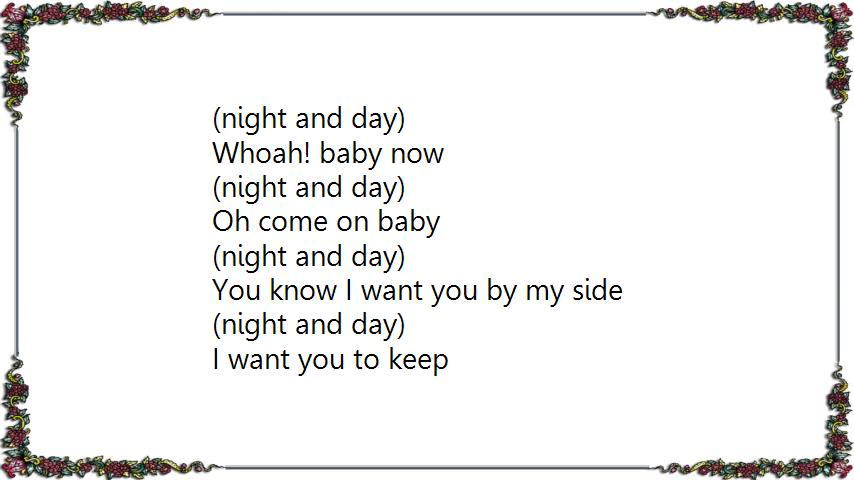 (night and day)
Whoah! baby now
(night and day)
Oh come on baby
(night and day)
You know I want you by my side
(night and day)
I want you to keep